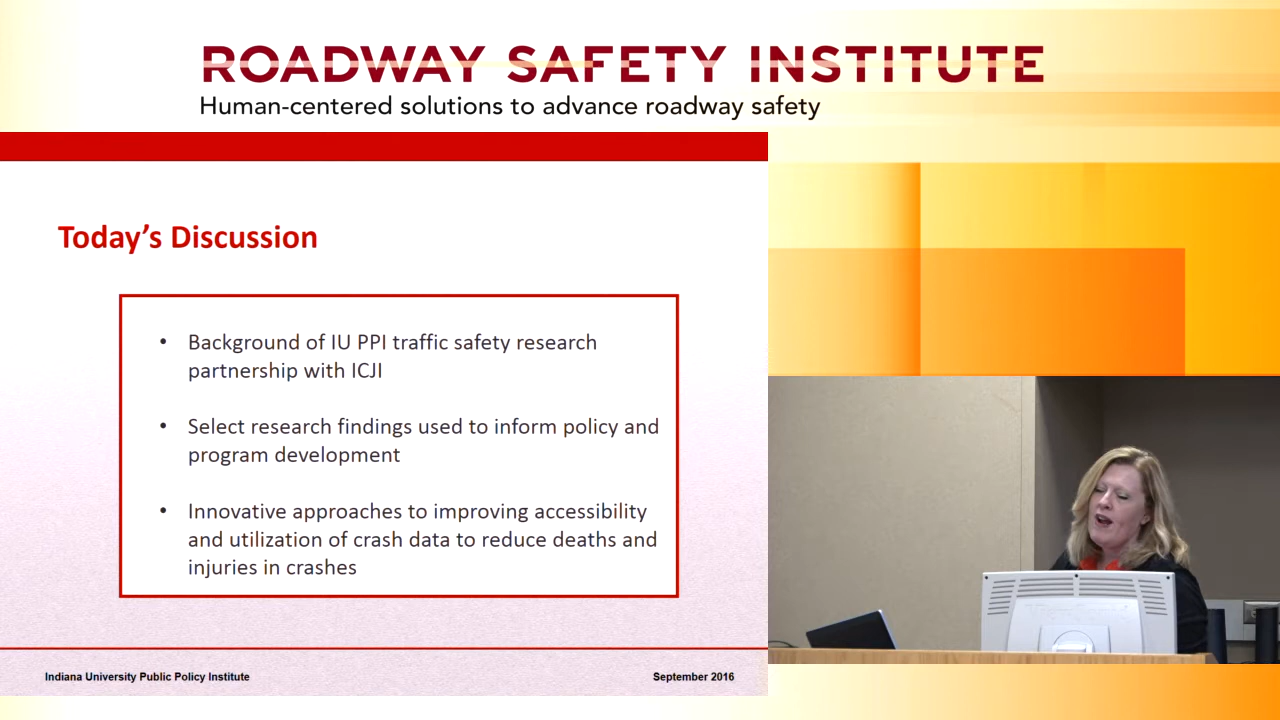 ROADWAY SAFETY INSTITUTE
Human-centered solutions to advance roadway safety
Today's Discussion
• Background of IU PPI traffic safety research
partnership with ICJI
• Select research findings used to inform policy and
program development
• Innovative approaches to improving accessibility
and utilization of crash data to reduce deaths and
injuries in crashes
Indiana University Public Policy Institute
September 2016